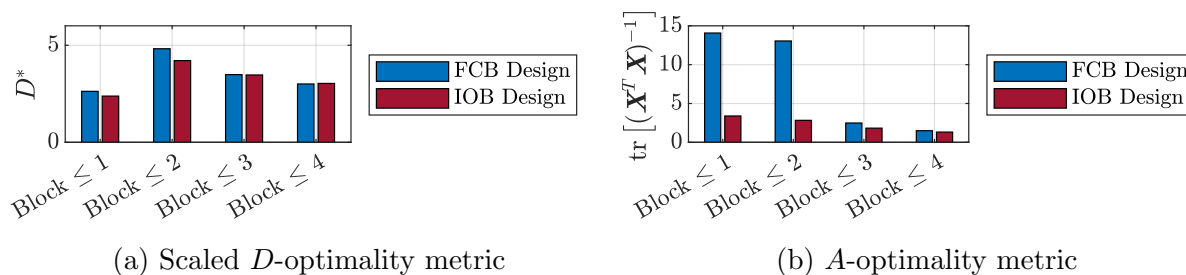 5
0
D*
Block ≤ 1
Block ≤ 2
Block ≤ 3
Block ≤ 4
FCB Design
IOB Design
(a) Scaled D-optimality metric
15
10
5
0
tr [(X^T X)^{-1}]
Block ≤ 1
Block ≤ 2
Block ≤ 3
Block ≤ 4
FCB Design
IOB Design
(b) A-optimality metric